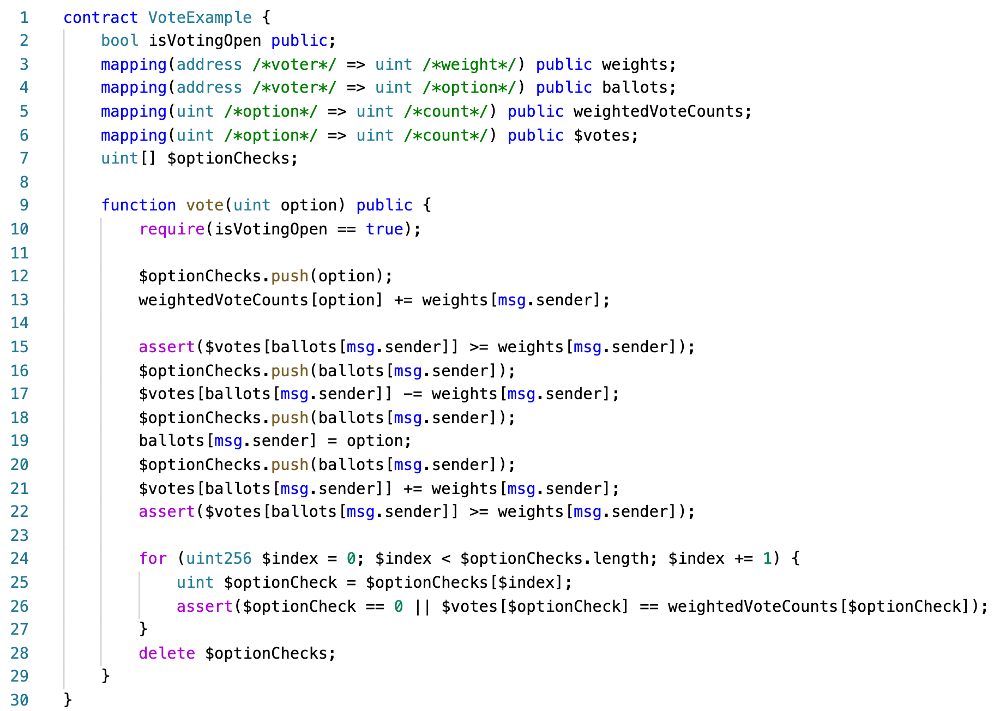 1 contract VoteExample {
2 bool isVotingOpen public;
3 mapping(address /*voter*/ => uint /*weight*/) public weights;
4 mapping(address /*voter*/ => uint /*option*/) public ballots;
5 mapping(uint /*option*/ => uint /*count*/) public weightedVoteCounts;
6 mapping(uint /*option*/ => uint /*count*/) public $votes;
7 uint[] $optionChecks;
8
9 function vote(uint option) public {
10 require(isVotingOpen == true);
11
12 $optionChecks.push(option);
13 weightedVoteCounts[option] += weights[msg.sender];
14
15 assert($votes[ballots[msg.sender]] >= weights[msg.sender]);
16 $optionChecks.push(ballots[msg.sender]);
17 $votes[ballots[msg.sender]] -= weights[msg.sender];
18 $optionChecks.push(ballots[msg.sender]);
19 ballots[msg.sender] = option;
20 $optionChecks.push(ballots[msg.sender]);
21 $votes[ballots[msg.sender]] += weights[msg.sender];
22 assert($votes[ballots[msg.sender]] >= weights[msg.sender]);
23
24 for (uint256 $index = 0; $index < $optionChecks.length; $index += 1) {
25 uint $optionCheck = $optionChecks[$index];
26 assert($optionCheck == 0 || $votes[$optionCheck] == weightedVoteCounts[$optionCheck]);
27 }
28 delete $optionChecks;
29 }
30 }